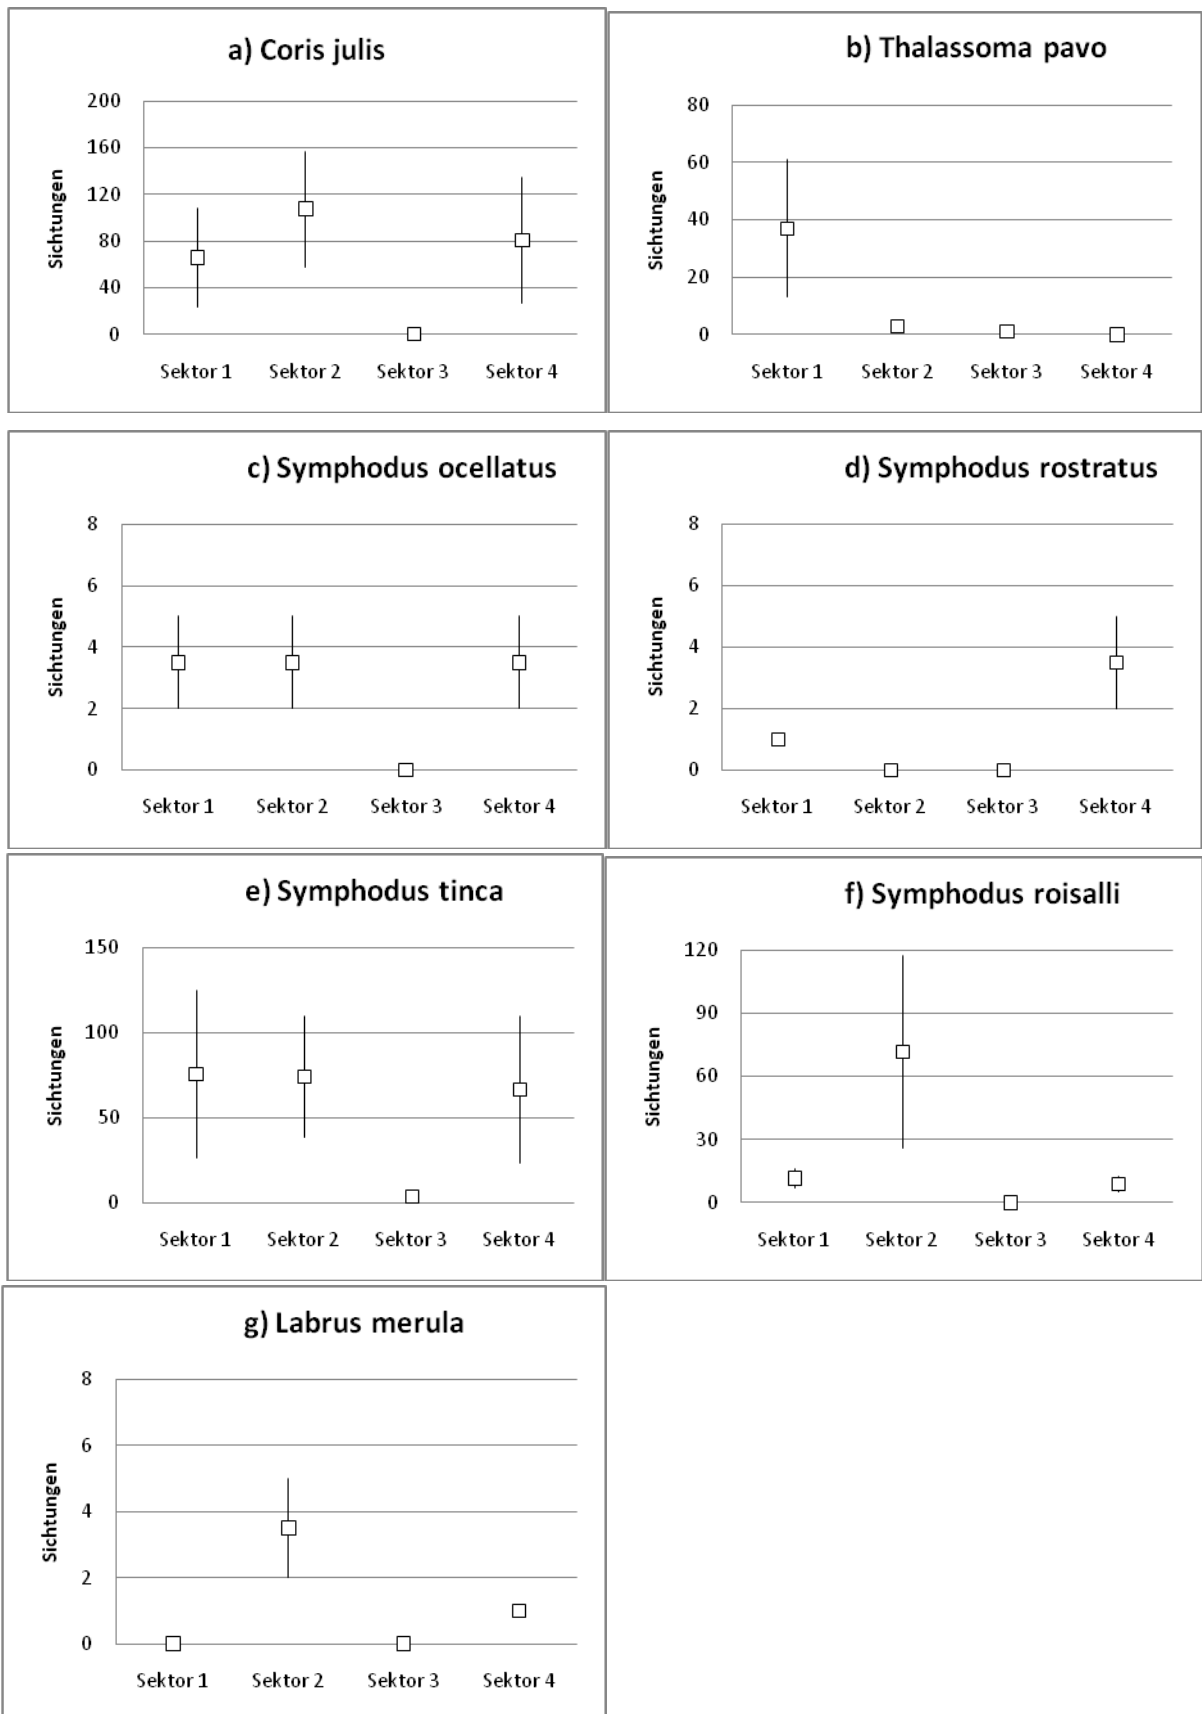 a) Coris julis
200
160
120
80
40
0
Sichtungen
Sektor 1 Sektor 2 Sektor 3 Sektor 4
b) Thalassoma pavo
80
60
40
20
0
Sichtungen
Sektor 1 Sektor 2 Sektor 3 Sektor 4
c) Symphodus ocellatus
8
6
4
2
0
Sichtungen
Sektor 1 Sektor 2 Sektor 3 Sektor 4
d) Symphodus rostratus
8
6
4
2
0
Sichtungen
Sektor 1 Sektor 2 Sektor 3 Sektor 4
e) Symphodus tinca
150
100
50
0
Sichtungen
Sektor 1 Sektor 2 Sektor 3 Sektor 4
f) Symphodus roisalli
120
90
60
30
0
Sichtungen
Sektor 1 Sektor 2 Sektor 3 Sektor 4
g) Labrus merula
8
6
4
2
0
Sichtungen
Sektor 1 Sektor 2 Sektor 3 Sektor 4